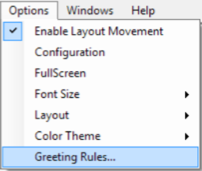 Options Windows Help
Enable Layout Movement
Configuration
FullScreen
Font Size
Layout
Color Theme
Greeting Rules...